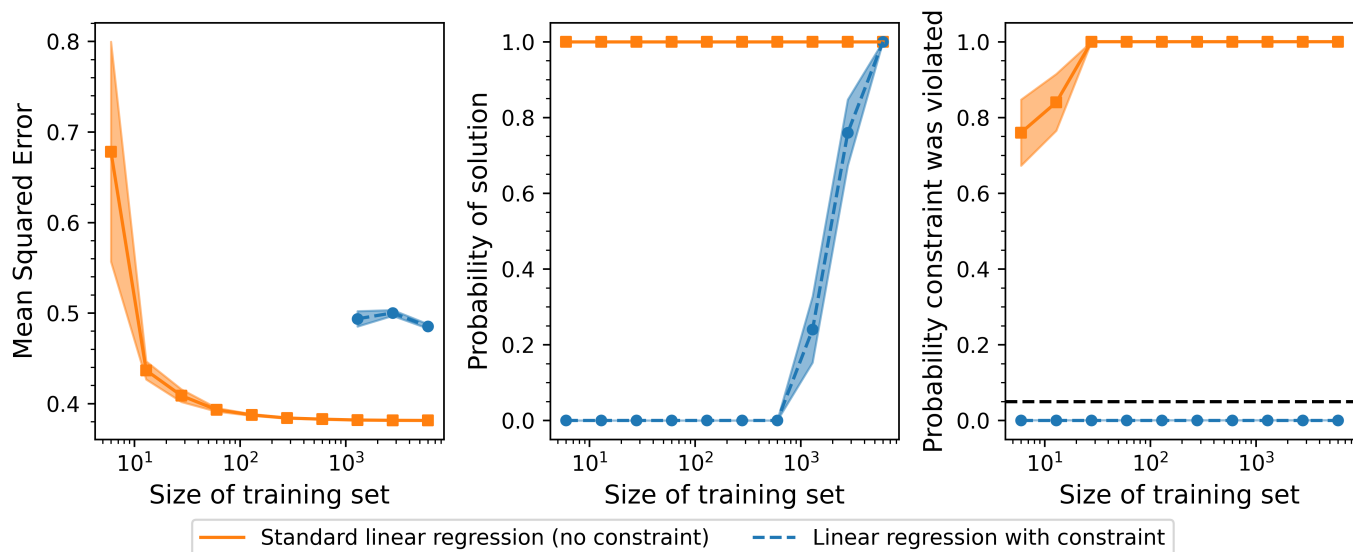 Mean Squared Error
0.8
0.7
0.6
0.5
0.4
10¹ 10² 10³
Size of training set
Probability of solution
1.0
0.8
0.6
0.4
0.2
0.0
10¹ 10² 10³
Size of training set
Probability constraint was violated
1.0
0.8
0.6
0.4
0.2
0.0
10¹ 10² 10³
Size of training set
Standard linear regression (no constraint)
Linear regression with constraint